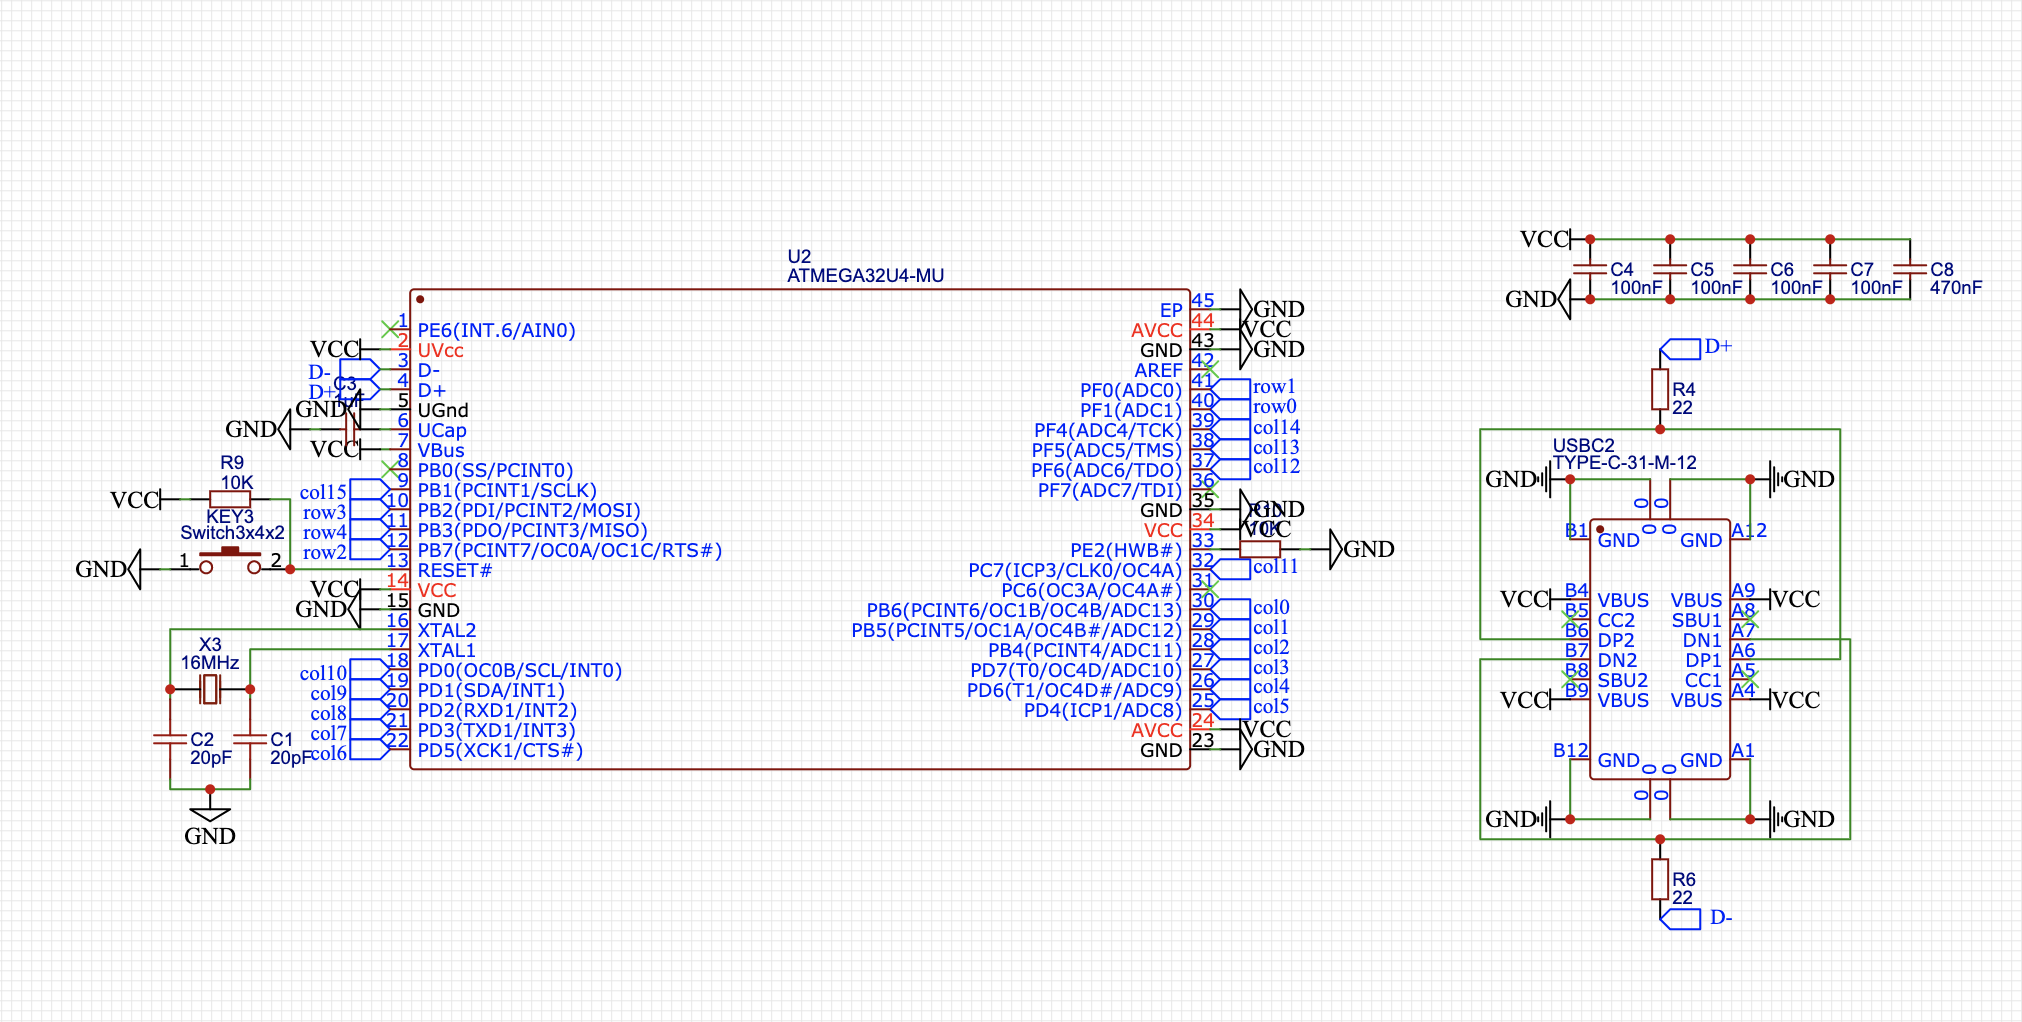 U2
ATMEGA32U4-MU
1 PE6(INT.6/AIN0)
VCC 2 UVcc
D- 3 D-
D+ 4 D+
C3
GND 5 UGnd
GND 6 UCap
VCC 7 VBus
8 PB0(SS/PCINT0)
col15 9 PB1(PCINT1/SCLK)
row3 10 PB2(PDI/PCINT2/MOSI)
row4 11 PB3(PDO/PCINT3/MISO)
row2 12 PB7(PCINT7/OC0A/OC1C/RTS#)
13 RESET#
VCC 14 VCC
GND 15 GND
16 XTAL2
17 XTAL1
col10 18 PD0(OC0B/SCL/INT0)
col9 19 PD1(SDA/INT1)
col8 20 PD2(RXD1/INT2)
col7 21 PD3(TXD1/INT3)
col6 22 PD5(XCK1/CTS#)
R9
10K
VCC
KEY3
Switch3x4x2
GND 1 2
X3
16MHz
C2
20pF
C1
20pF
GND
EP 45 GND
AVCC 44 VCC
GND 43 GND
AREF 42
PF0(ADC0) 41 row1
PF1(ADC1) 40 row0
PF4(ADC4/TCK) 39 col14
PF5(ADC5/TMS) 38 col13
PF6(ADC6/TDO) 37 col12
PF7(ADC7/TDI) 36
GND 35 GND
VCC 34 VCC
10K
PE2(HWB#) 33 GND
PC7(ICP3/CLK0/OC4A) 32 col11
PC6(OC3A/OC4A#) 31
PB6(PCINT6/OC1B/OC4B/ADC13) 30 col0
PB5(PCINT5/OC1A/OC4B#/ADC12) 29 col1
PB4(PCINT4/ADC11) 28 col2
PD7(T0/OC4D/ADC10) 27 col3
PD6(T1/OC4D#/ADC9) 26 col4
PD4(ICP1/ADC8) 25 col5
AVCC 24 VCC
GND 23 GND
VCC
GND
C4
100nF
C5
100nF
C6
100nF
C7
100nF
C8
470nF
D+
R4
22
USBC2
TYPE-C-31-M-12
GND GND
0 0
0 0
B1 GND GND A12
VCC B4 VBUS VBUS A9 VCC
B5 CC2 SBU1 A8
B6 DP2 DN1 A7
B7 DN2 DP1 A6
B8 SBU2 CC1 A5
VCC B9 VBUS VBUS A4 VCC
B12 GND GND A1
0 0
0 0
GND GND
R6
22
D-